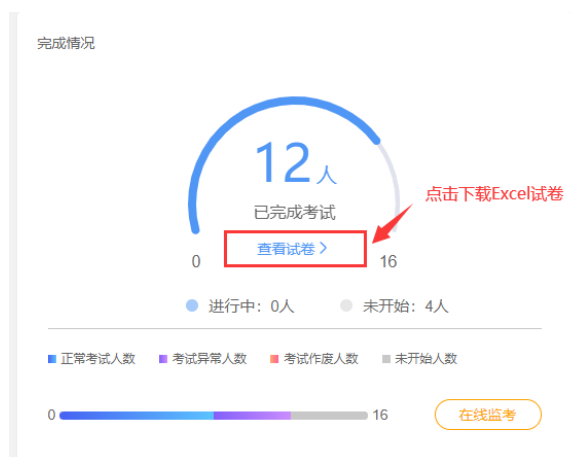 完成情况
12人
已完成考试
点击下载Excel试卷
查看试卷 >
0 16
进行中：0人 未开始：4人
正常考试人数 考试异常人数 考试作废人数 未开始人数
0 16 在线监考